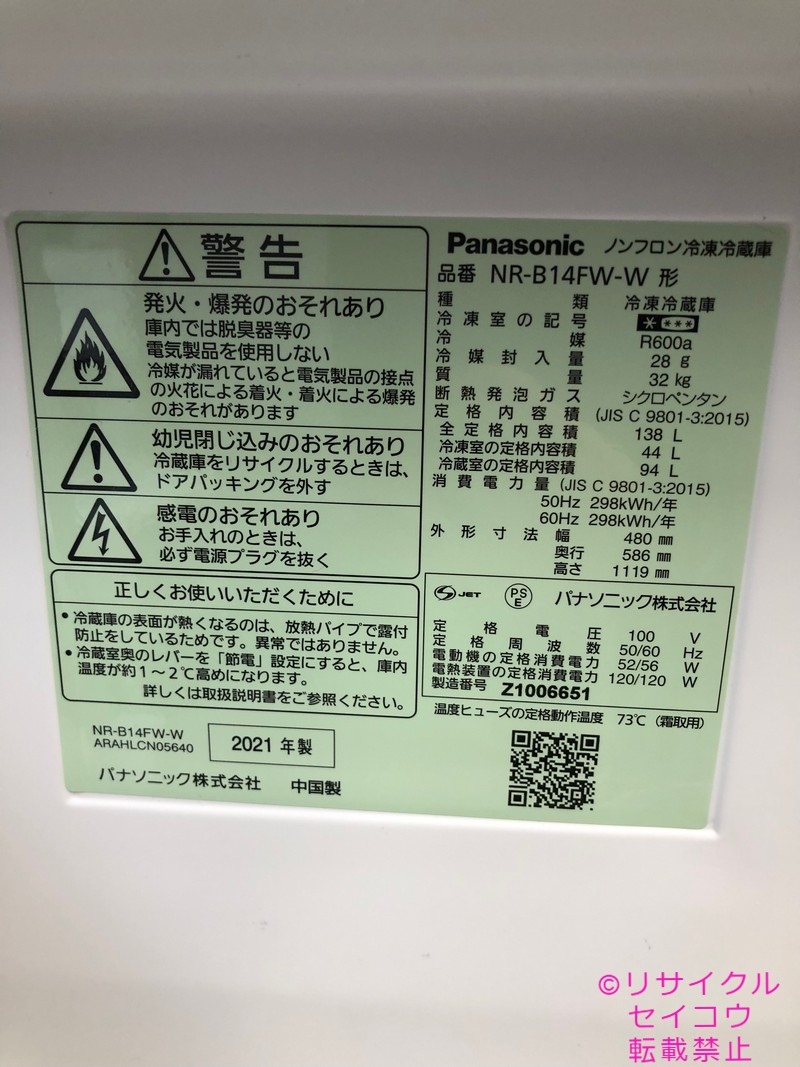 警告
発火・爆発のおそれあり
庫内では脱臭器等の
電気製品を使用しない
冷媒が漏れていると電気製品の接点
の火花による着火・着火による爆発
のおそれがあります
幼児閉じ込みのおそれあり
冷蔵庫をリサイクルするときは、
ドアパッキングを外す
感電のおそれあり
お手入れのときは、
必ず電源プラグを抜く
正しくお使いいただくために
•冷蔵庫の表面が熱くなるのは、放熱パイプで露付
防止をしているためです。異常ではありません。
•冷蔵室奥のレバーを「節電」設定にすると、庫内
温度が約1～2℃高めになります。
詳しくは取扱説明書をご参照ください。
NR-B14FW-W
ARAHLCN05640
2021年製
パナソニック株式会社 中国製
Panasonic ノンフロン冷凍冷蔵庫
品番 NR-B14FW-W 形
種類 冷凍冷蔵庫
冷凍室の記号 ****
冷媒 R600a
冷媒封入量 28 g
質量 32 kg
断熱発泡ガス シクロペンタン
定格内容積 (JIS C 9801-3:2015)
全定格内容積 138 L
冷凍室の定格内容積 44 L
冷蔵室の定格内容積 94 L
消費電力量 (JIS C 9801-3:2015)
50Hz 298kWh/年
60Hz 298kWh/年
外形寸法 幅 480 mm
奥行 586 mm
高さ 1119 mm
JET PS E パナソニック株式会社
定格電圧 100 V
定格周波数 50/60 Hz
電動機の定格消費電力 52/56 W
電熱装置の定格消費電力 120/120 W
製造番号 Z1006651
温度ヒューズの定格動作温度 73℃ (霜取用)
©リサイクル
セイコウ
転載禁止